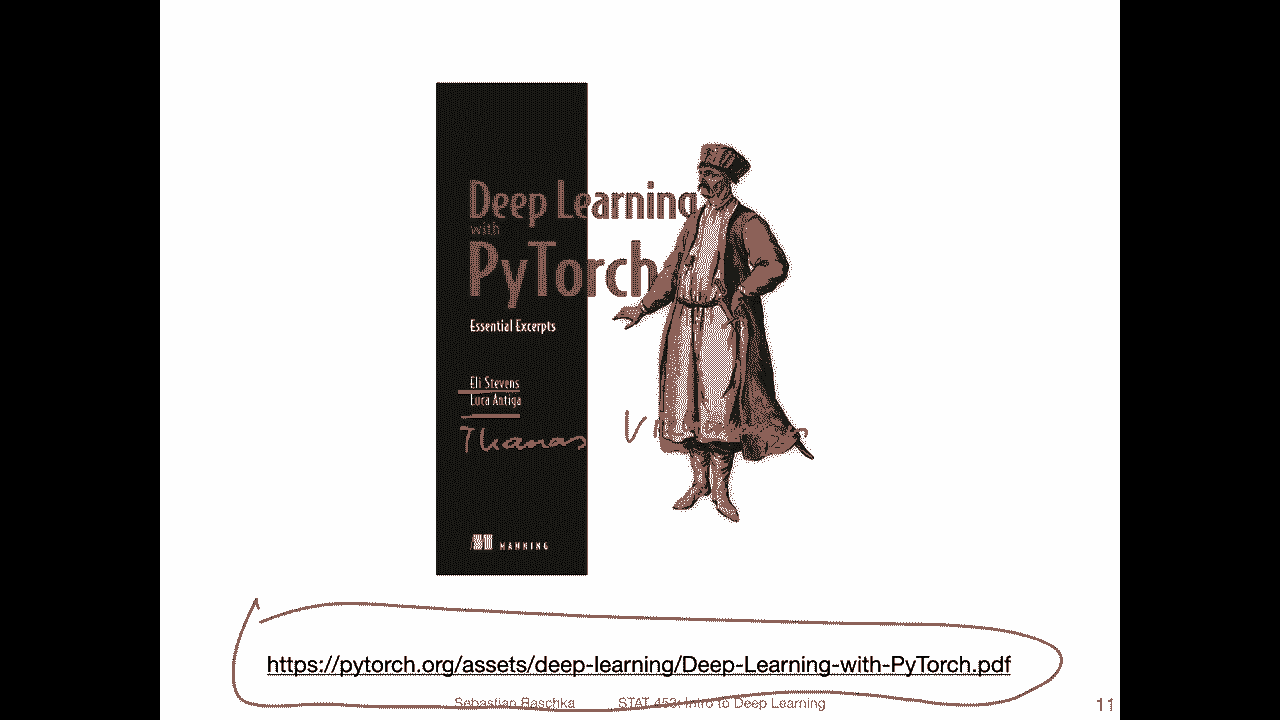 Deep Learning
with
PyTorch
Essential Excerpts
Eli Stevens
Luca Antiga
Thomas
MANNING
https://pytorch.org/assets/deep-learning/Deep-Learning-with-PyTorch.pdf
Sebastian Raschka STAT 453: Intro to Deep Learning 11